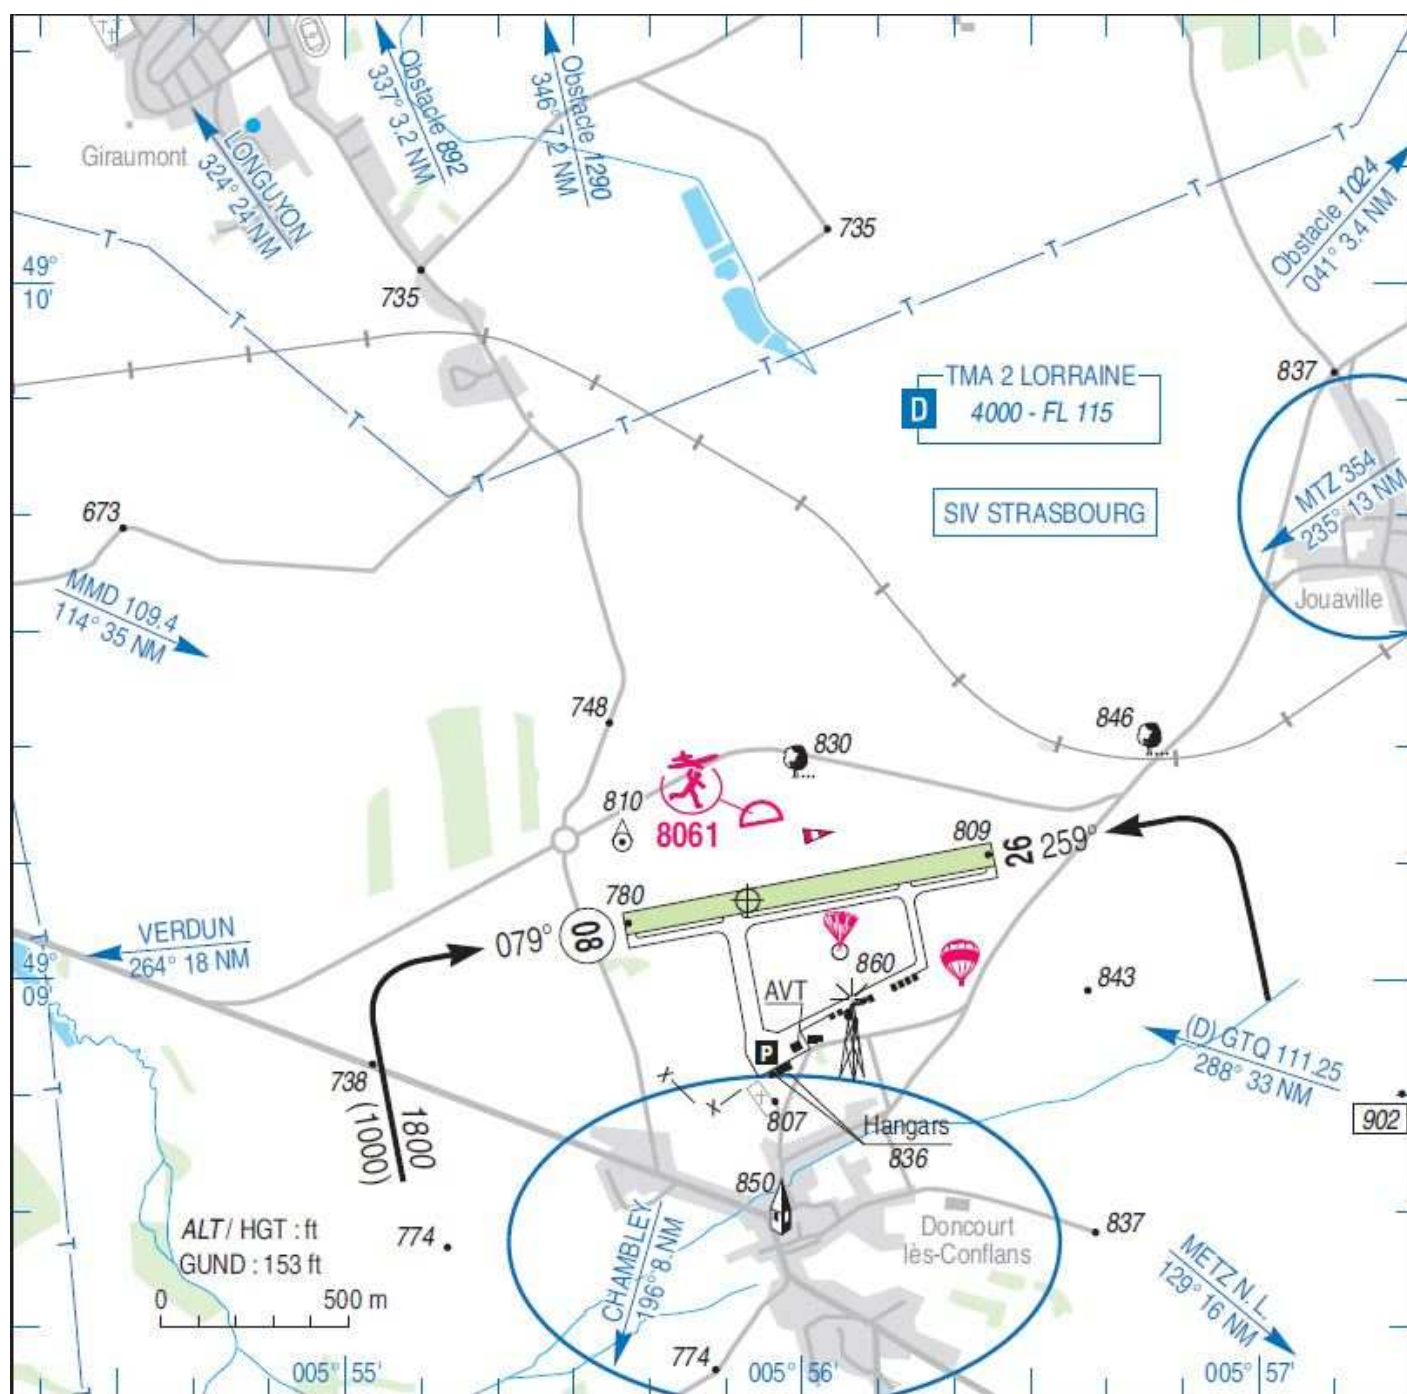 Obstacle 892
337° 3.2 NM
Obstacle 1290
346° 7.2 NM
Giraumont
LONGUYON
324° 24 NM
T
T
T
735
Obstacle 1024
041° 3.4 NM
49°
10'
735
T
T
T
T
T
T
T
TMA 2 LORRAINE
D
4000 - FL 115
837
SIV STRASBOURG
MTZ 354
235° 13 NM
Jouaville
673
MMD 109.4
114° 35 NM
748
830
846
810
8061
809
26
259°
780
079°
08
VERDUN
264° 18 NM
49°
09'
T
860
AVT
843
(D) GTQ 111.25
288° 33 NM
P
738
1800
(1000)
T
X
X
X
807
Hangars
836
902
850
Doncourt
lès-Conflans
837
774
ALT / HGT : ft
GUND : 153 ft
T
CHAMBLEY
196° 8 NM
METZ N. L.
129° 16 NM
0
500 m
774
005° 55'
005° 56'
005° 57'